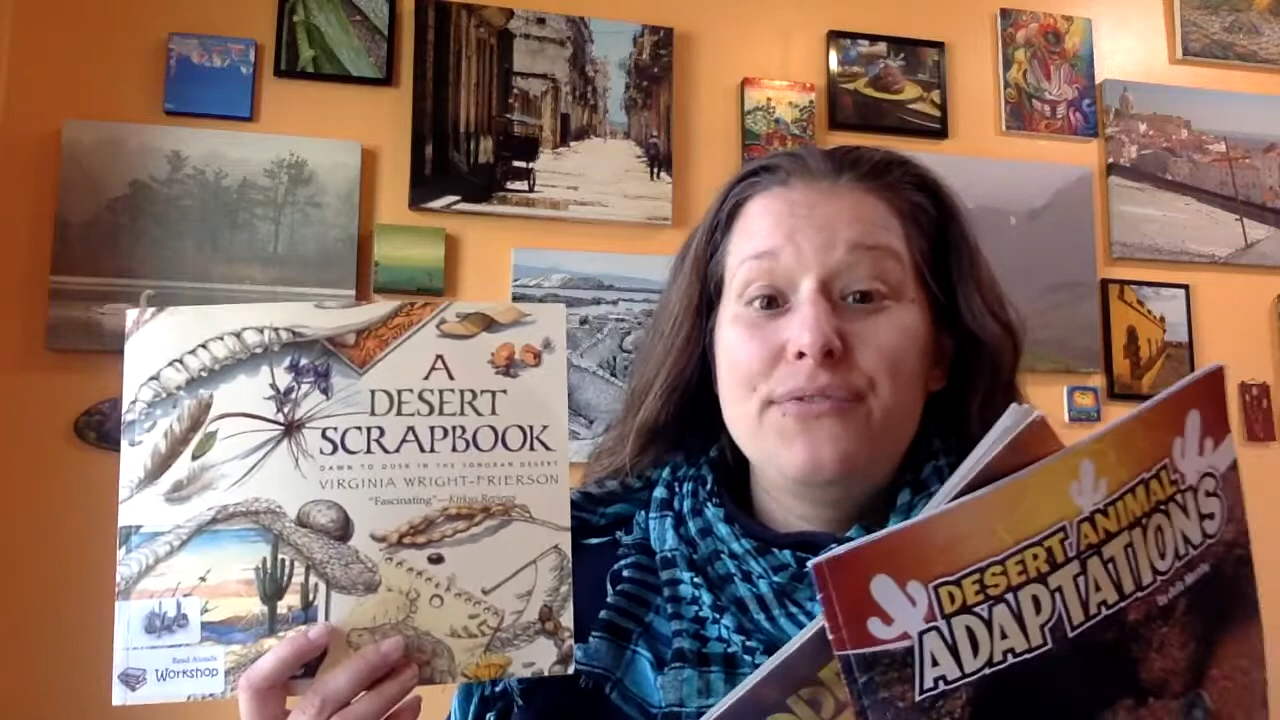 A
DESERT
SCRAPBOOK
DAWN TO DUSK IN THE SONORAN DESERT
VIRGINIA WRIGHT-FRIERSON
"Fascinating"—Kirkus Reviews
Read Alouds
Workshop
DESERT ANIMAL
ADAPTATIONS